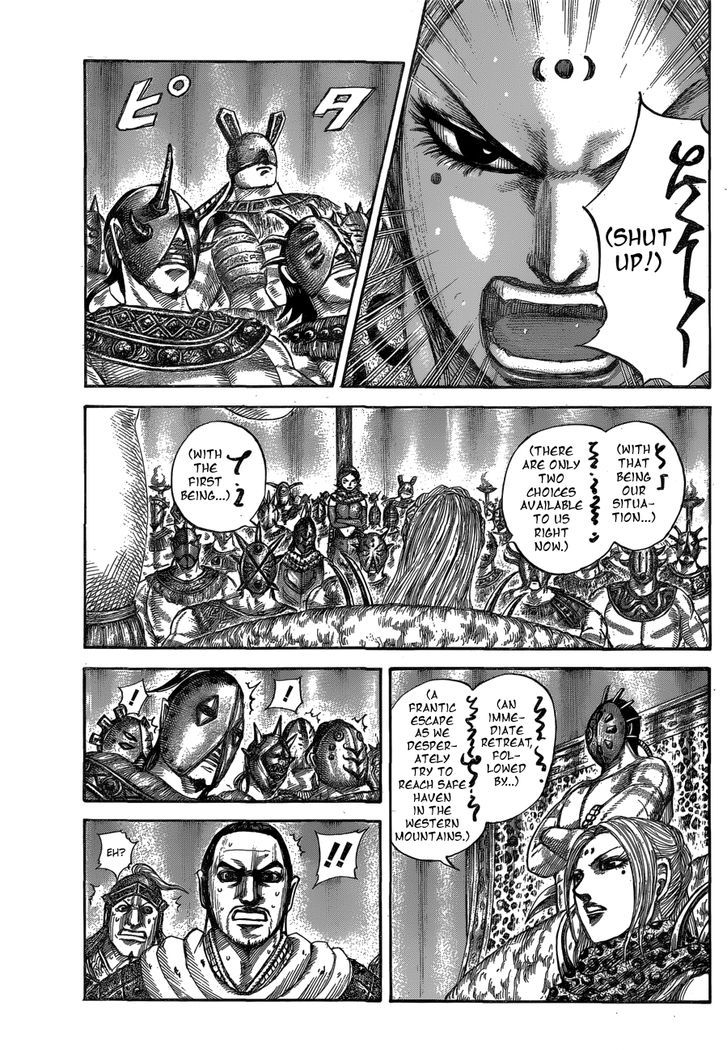 (SHUT
UP!)
ピタ
(WITH
THAT
BEING
OUR
SITUA-
TION...)
(THERE
ARE ONLY
TWO
CHOICES
AVAILABLE
TO US
RIGHT
NOW.)
(WITH
THE
FIRST
BEING...)
(AN
IMME-
DIATE
RETREAT,
FOL-
LOWED
BY...)
(A
FRANTIC
ESCAPE
AS WE
DESPER-
ATELY
TRY TO
REACH SAFE
HAVEN
IN THE
WESTERN
MOUNTAINS.)
!
!
!!
EH?